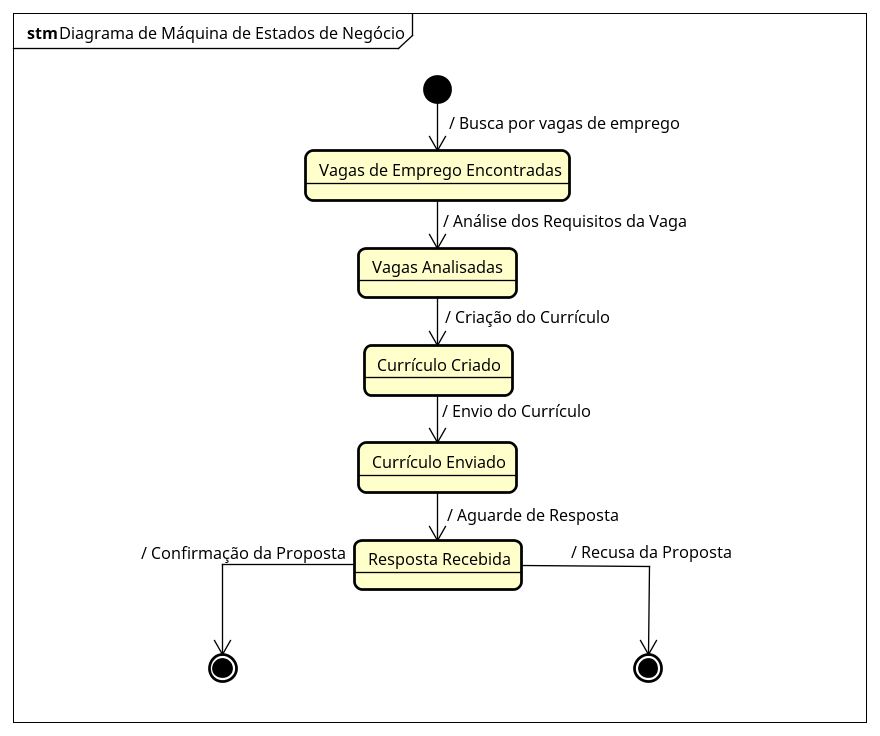 stm Diagrama de Máquina de Estados de Negócio
/ Busca por vagas de emprego
Vagas de Emprego Encontradas
/ Análise dos Requisitos da Vaga
Vagas Analisadas
/ Criação do Currículo
Currículo Criado
/ Envio do Currículo
Currículo Enviado
/ Aguarde de Resposta
/ Confirmação da Proposta
Resposta Recebida
/ Recusa da Proposta